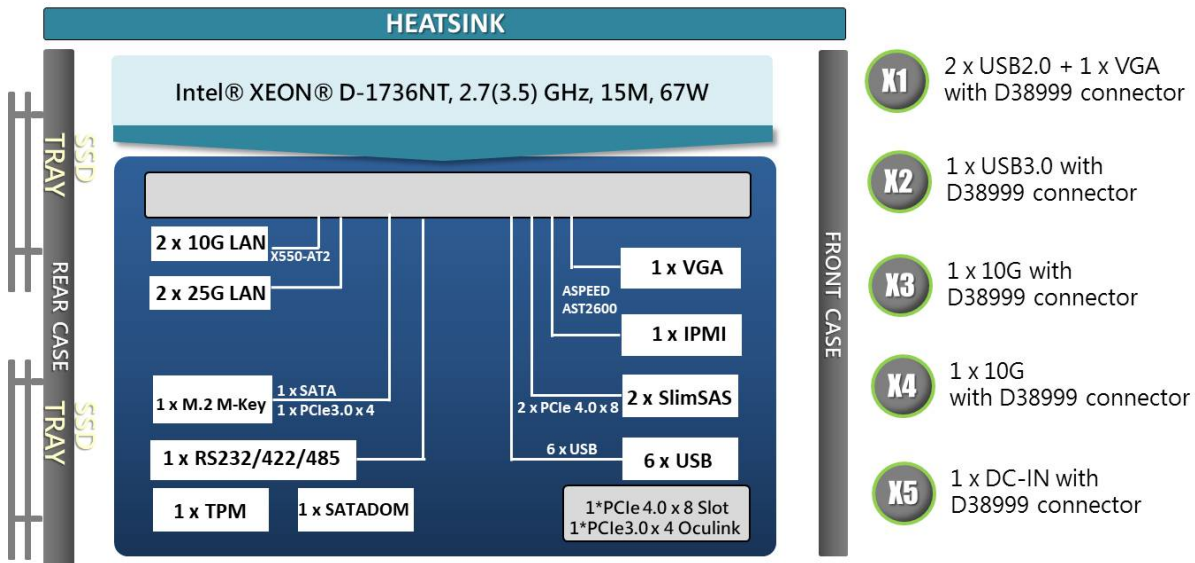 HEATSINK
Intel® XEON® D-1736NT, 2.7(3.5) GHz, 15M, 67W
SSD
TRAY
REAR CASE
SSD
TRAY
2 x 10G LAN
X550-AT2
2 x 25G LAN
1 x M.2 M-Key
1 x SATA
1 x PCIe3.0 x 4
1 x RS232/422/485
1 x TPM
1 x SATADOM
1 x VGA
ASPEED
AST2600
1 x IPMI
2 x PCIe 4.0 x 8
2 x SlimSAS
6 x USB
6 x USB
1*PCIe 4.0 x 8 Slot
1*PCIe3.0 x 4 Oculink
FRONT CASE
X1
2 x USB2.0 + 1 x VGA
with D38999 connector
X2
1 x USB3.0 with
D38999 connector
X3
1 x 10G with
D38999 connector
X4
1 x 10G
with D38999 connector
X5
1 x DC-IN with
D38999 connector